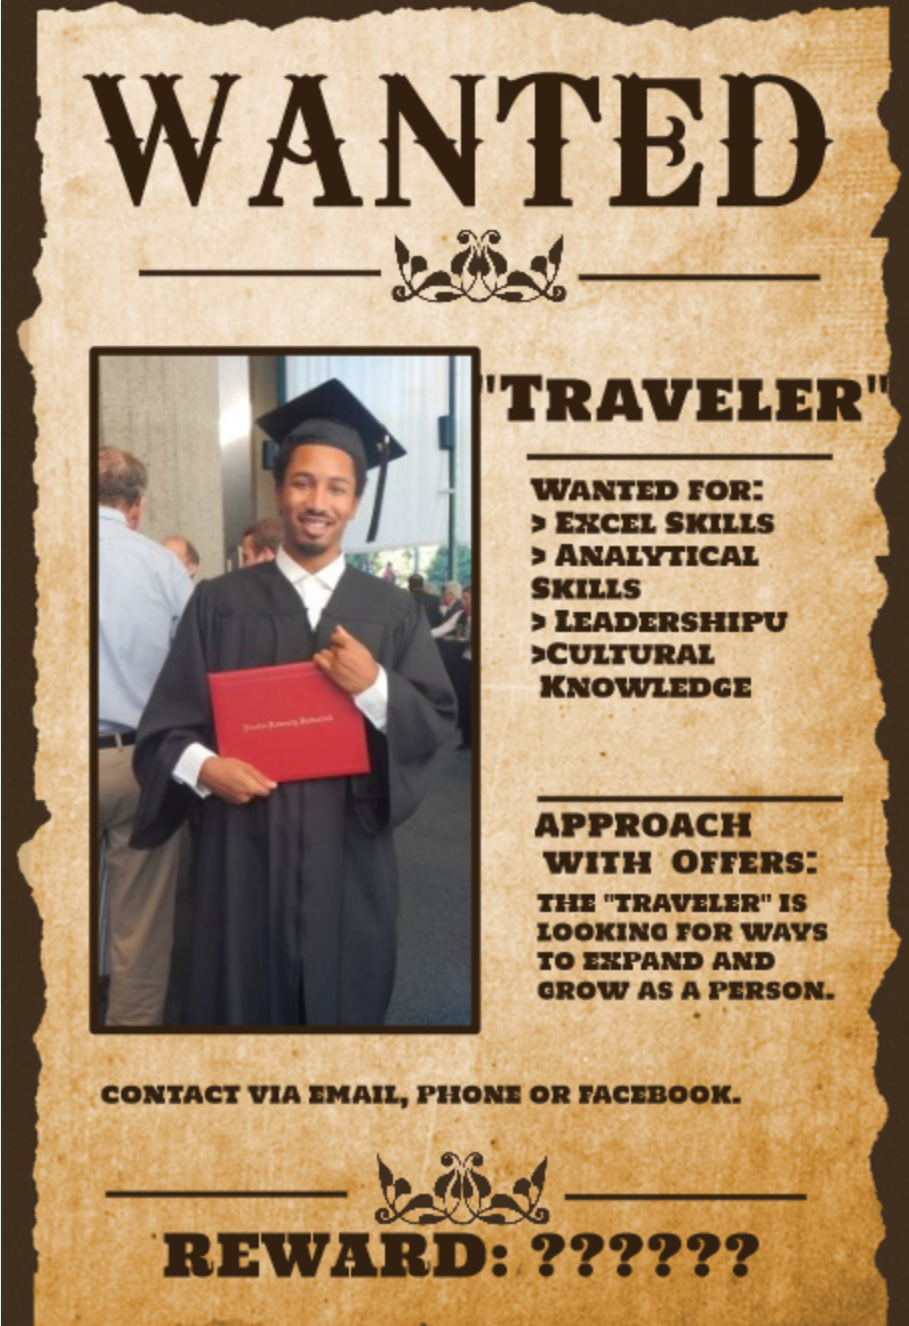 WANTED
"TRAVELER"
WANTED FOR:
> EXCEL SKILLS
> ANALYTICAL
SKILLS
> LEADERSHIPU
>CULTURAL
KNOWLEDGE
APPROACH
WITH OFFERS:
THE "TRAVELER" IS
LOOKING FOR WAYS
TO EXPAND AND
GROW AS A PERSON.
CONTACT VIA EMAIL, PHONE OR FACEBOOK.
REWARD: ??????